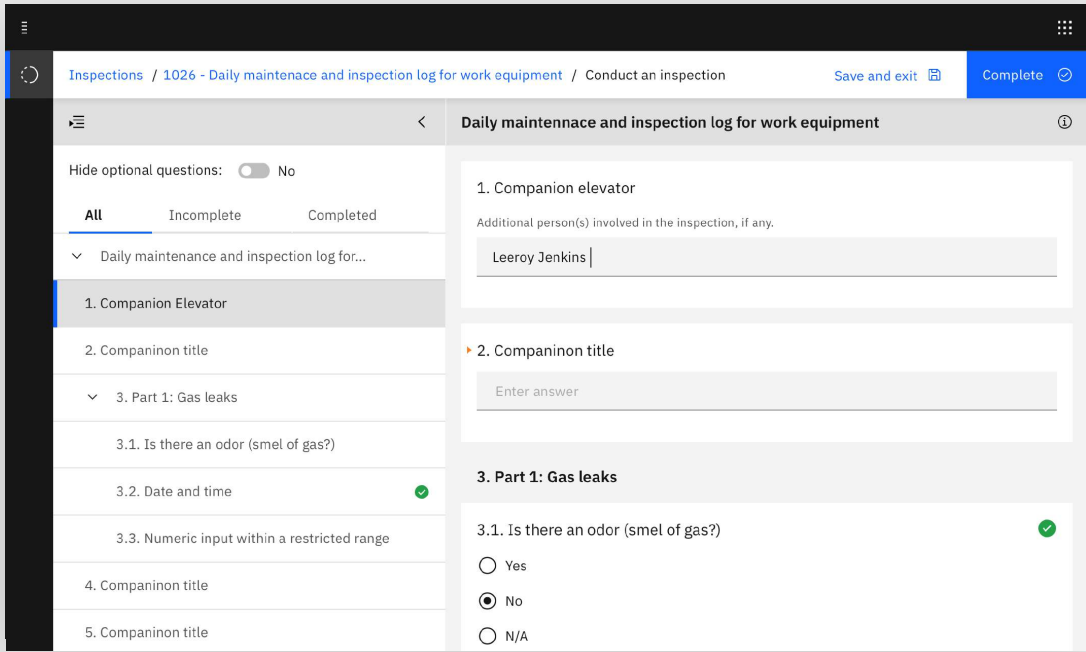 Inspections / 1026 - Daily maintenace and inspection log for work equipment / Conduct an inspection
Save and exit
Complete
Hide optional questions: No
All Incomplete Completed
Daily maintenance and inspection log for...
1. Companion Elevator
2. Companinon title
3. Part 1: Gas leaks
3.1. Is there an odor (smel of gas?)
3.2. Date and time
3.3. Numeric input within a restricted range
4. Companinon title
5. Companinon title
Daily maintennace and inspection log for work equipment
1. Companion elevator
Additional person(s) involved in the inspection, if any.
Leeroy Jenkins
2. Companinon title
Enter answer
3. Part 1: Gas leaks
3.1. Is there an odor (smel of gas?)
Yes
No
N/A